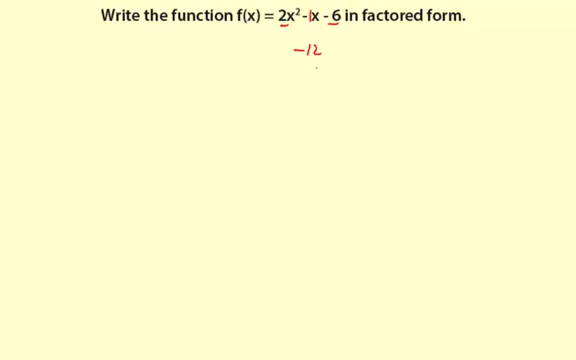 Write the function f(x) = 2x² - 1x - 6 in factored form.
-12